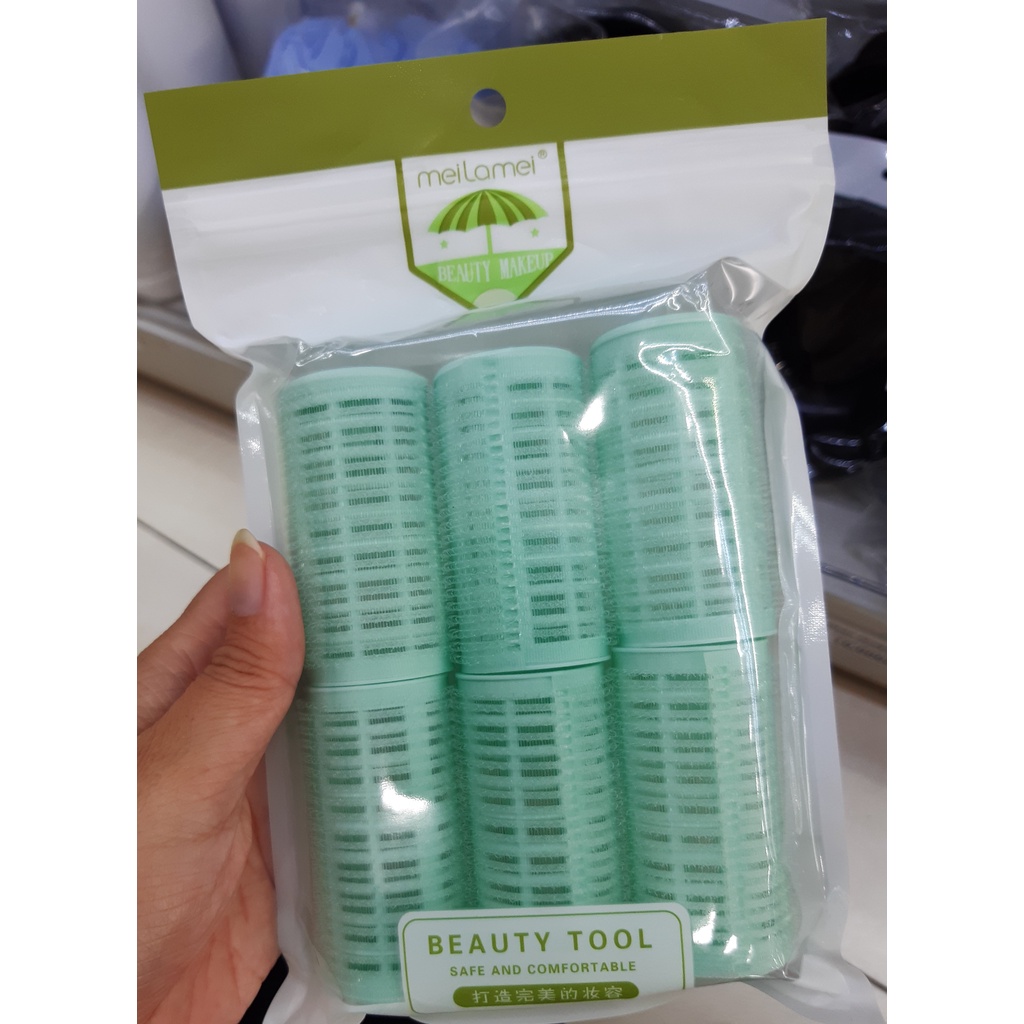 meilamei®
BEAUTY MAKEUP
BEAUTY TOOL
SAFE AND COMFORTABLE
打造完美的妆容